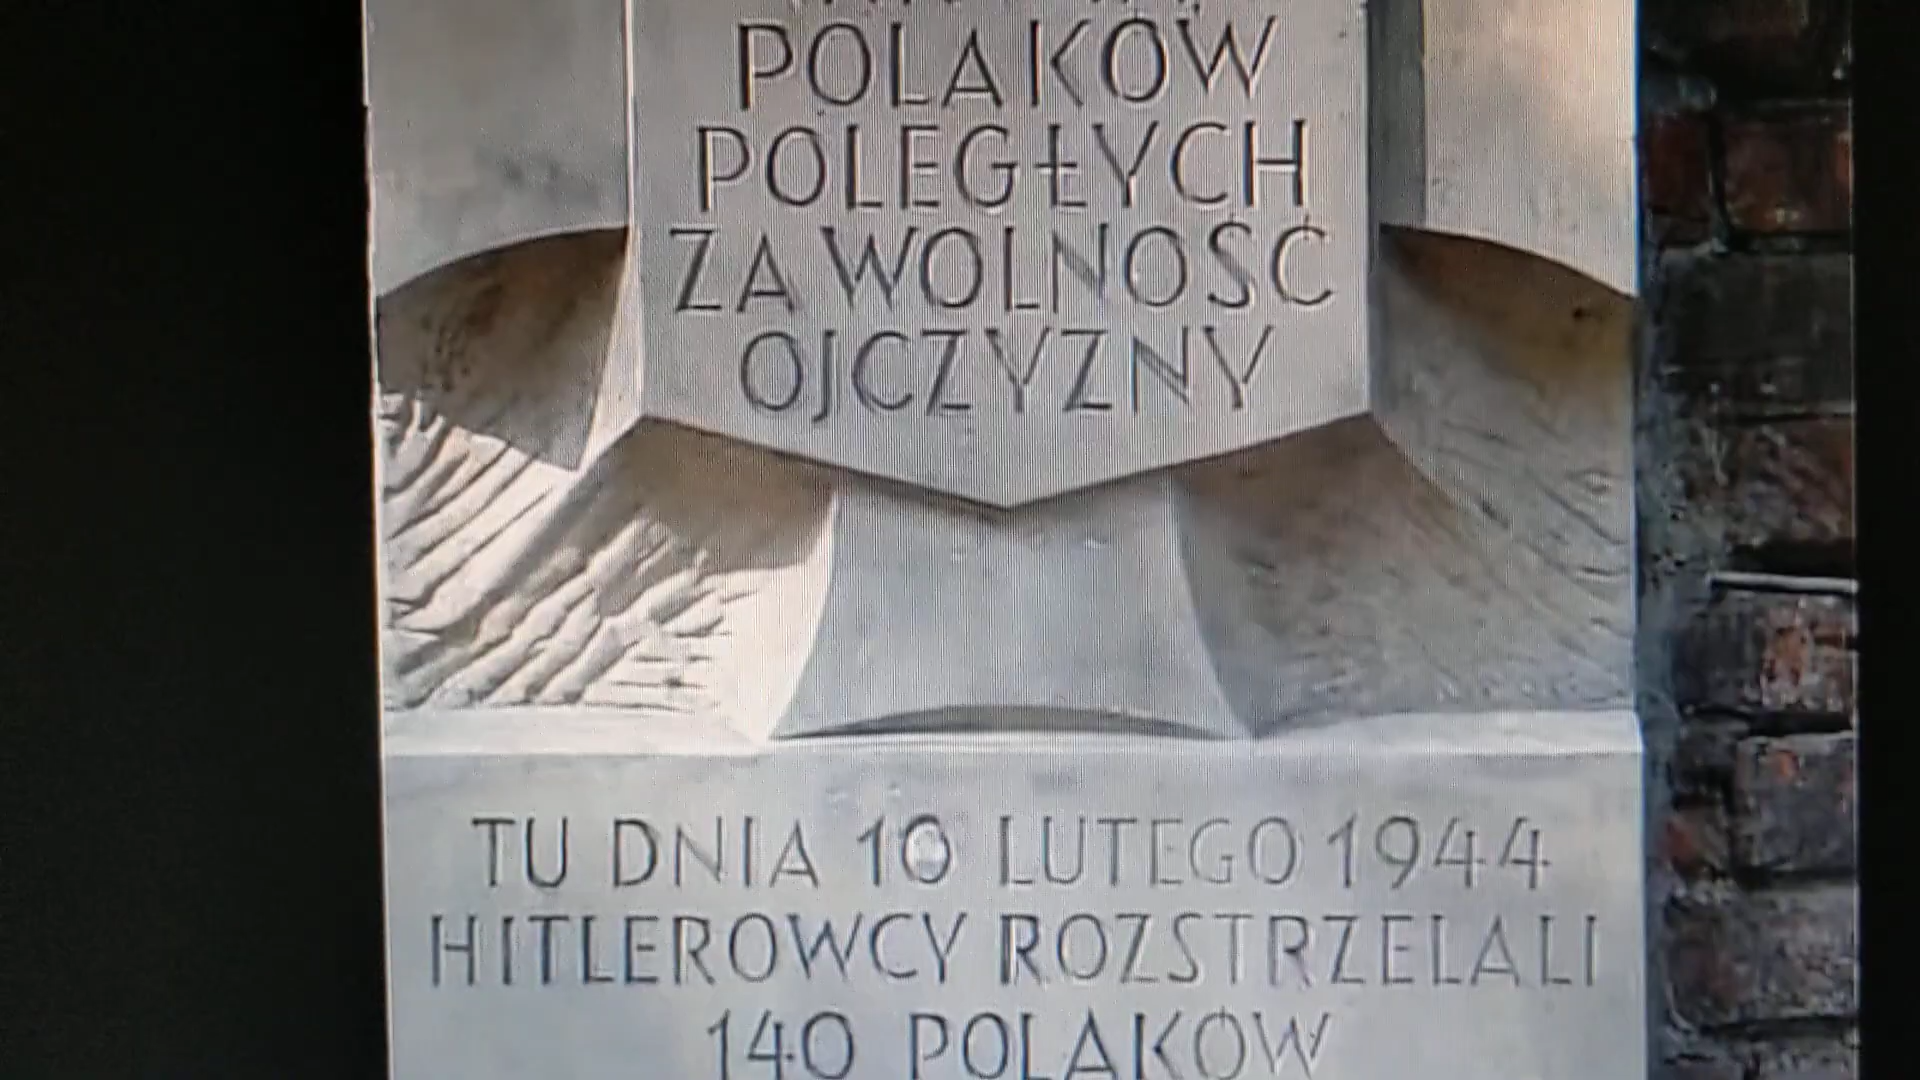 POLAKÓW
POLEGŁYCH
ZA WOLNOŚĆ
OJCZYZNY
TU DNIA 10 LUTEGO 1944
HITLEROWCY ROZSTRZELALI
140 POLAKÓW